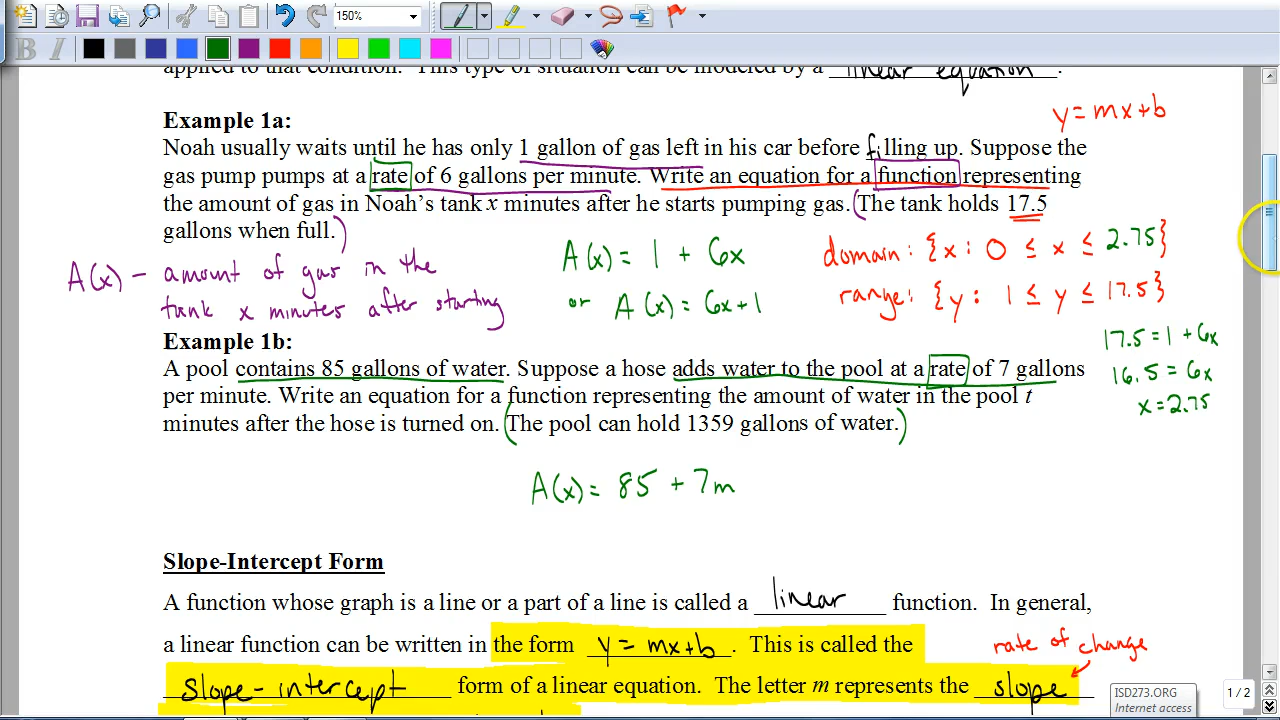 150%
B I
applied to that condition. This type of situation can be modeled by a linear equation.
y = mx+b
Example 1a:
Noah usually waits until he has only 1 gallon of gas left in his car before filling up. Suppose the
gas pump pumps at a rate of 6 gallons per minute. Write an equation for a function representing
the amount of gas in Noah's tank x minutes after he starts pumping gas. (The tank holds 17.5
gallons when full.)
A(x) - amount of gas in the
tank x minutes after starting
A(x) = 1 + 6x
or A(x) = 6x+1
domain: {x: 0 ≤ x ≤ 2.75}
range: {y: 1 ≤ y ≤ 17.5}
17.5 = 1 + 6x
16.5 = 6x
x = 2.75
Example 1b:
A pool contains 85 gallons of water. Suppose a hose adds water to the pool at a rate of 7 gallons
per minute. Write an equation for a function representing the amount of water in the pool t
minutes after the hose is turned on. (The pool can hold 1359 gallons of water.)
A(x) = 85 + 7m
Slope-Intercept Form
A function whose graph is a line or a part of a line is called a linear function. In general,
a linear function can be written in the form y = mx+b. This is called the
rate of change
slope-intercept form of a linear equation. The letter m represents the slope
ISD273.ORG
Internet access
1 / 2